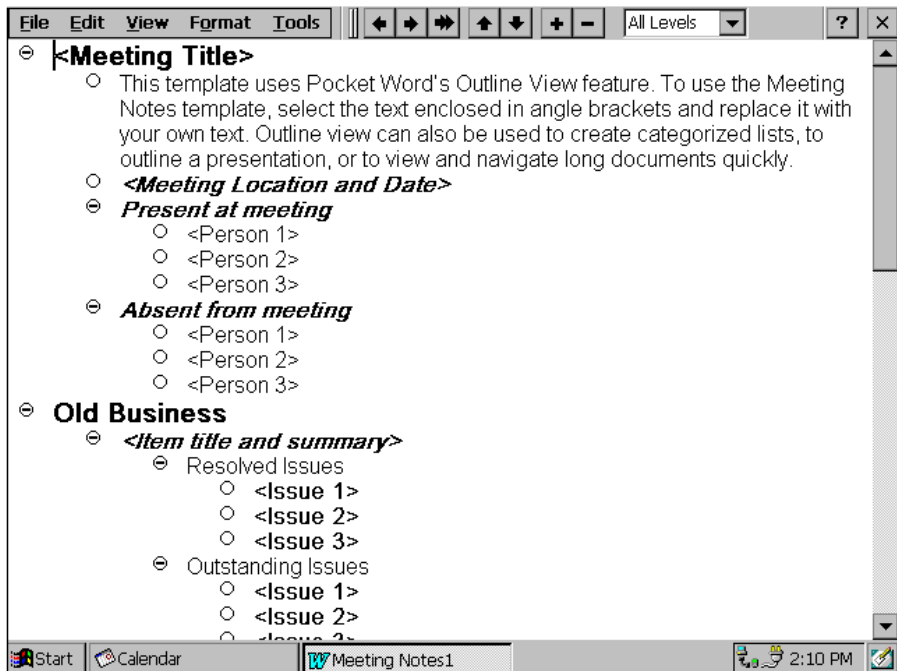 File Edit View Format Tools All Levels ? ×
<Meeting Title>
This template uses Pocket Word's Outline View feature. To use the Meeting
Notes template, select the text enclosed in angle brackets and replace it with
your own text. Outline view can also be used to create categorized lists, to
outline a presentation, or to view and navigate long documents quickly.
<Meeting Location and Date>
Present at meeting
<Person 1>
<Person 2>
<Person 3>
Absent from meeting
<Person 1>
<Person 2>
<Person 3>
Old Business
<Item title and summary>
Resolved Issues
<Issue 1>
<Issue 2>
<Issue 3>
Outstanding Issues
<Issue 1>
<Issue 2>
Start Calendar Meeting Notes1 2:10 PM